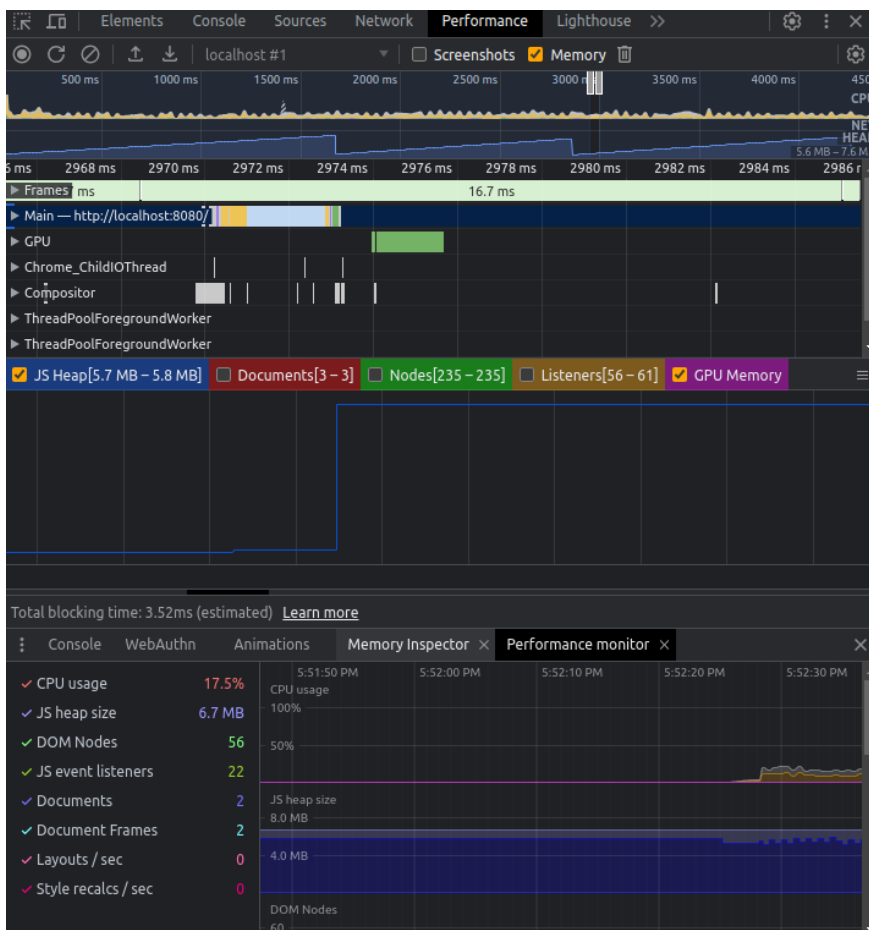 Elements Console Sources Network Performance Lighthouse
localhost #1 Screenshots Memory
500 ms 1000 ms 1500 ms 2000 ms 2500 ms 3000 3500 ms 4000 ms 450
CPU
NE
HEA
5.6 MB – 7.6 M
ms 2968 ms 2970 ms 2972 ms 2974 ms 2976 ms 2978 ms 2980 ms 2982 ms 2984 ms 2986 r
Frames ms 16.7 ms
Main — http://localhost:8080/
GPU
Chrome_ChildIOThread
Compositor
ThreadPoolForegroundWorker
ThreadPoolForegroundWorker
JS Heap[5.7 MB – 5.8 MB] Documents[3 – 3] Nodes[235 – 235] Listeners[56 – 61] GPU Memory
Total blocking time: 3.52ms (estimated) Learn more
Console WebAuthn Animations Memory Inspector × Performance monitor ×
5:51:50 PM 5:52:00 PM 5:52:10 PM 5:52:20 PM 5:52:30 PM
CPU usage 17.5% CPU usage
JS heap size 6.7 MB 100%
DOM Nodes 56 50%
JS event listeners 22
Documents 2 JS heap size
8.0 MB
Document Frames 2
Layouts / sec 0 4.0 MB
Style recalcs / sec 0
DOM Nodes
60